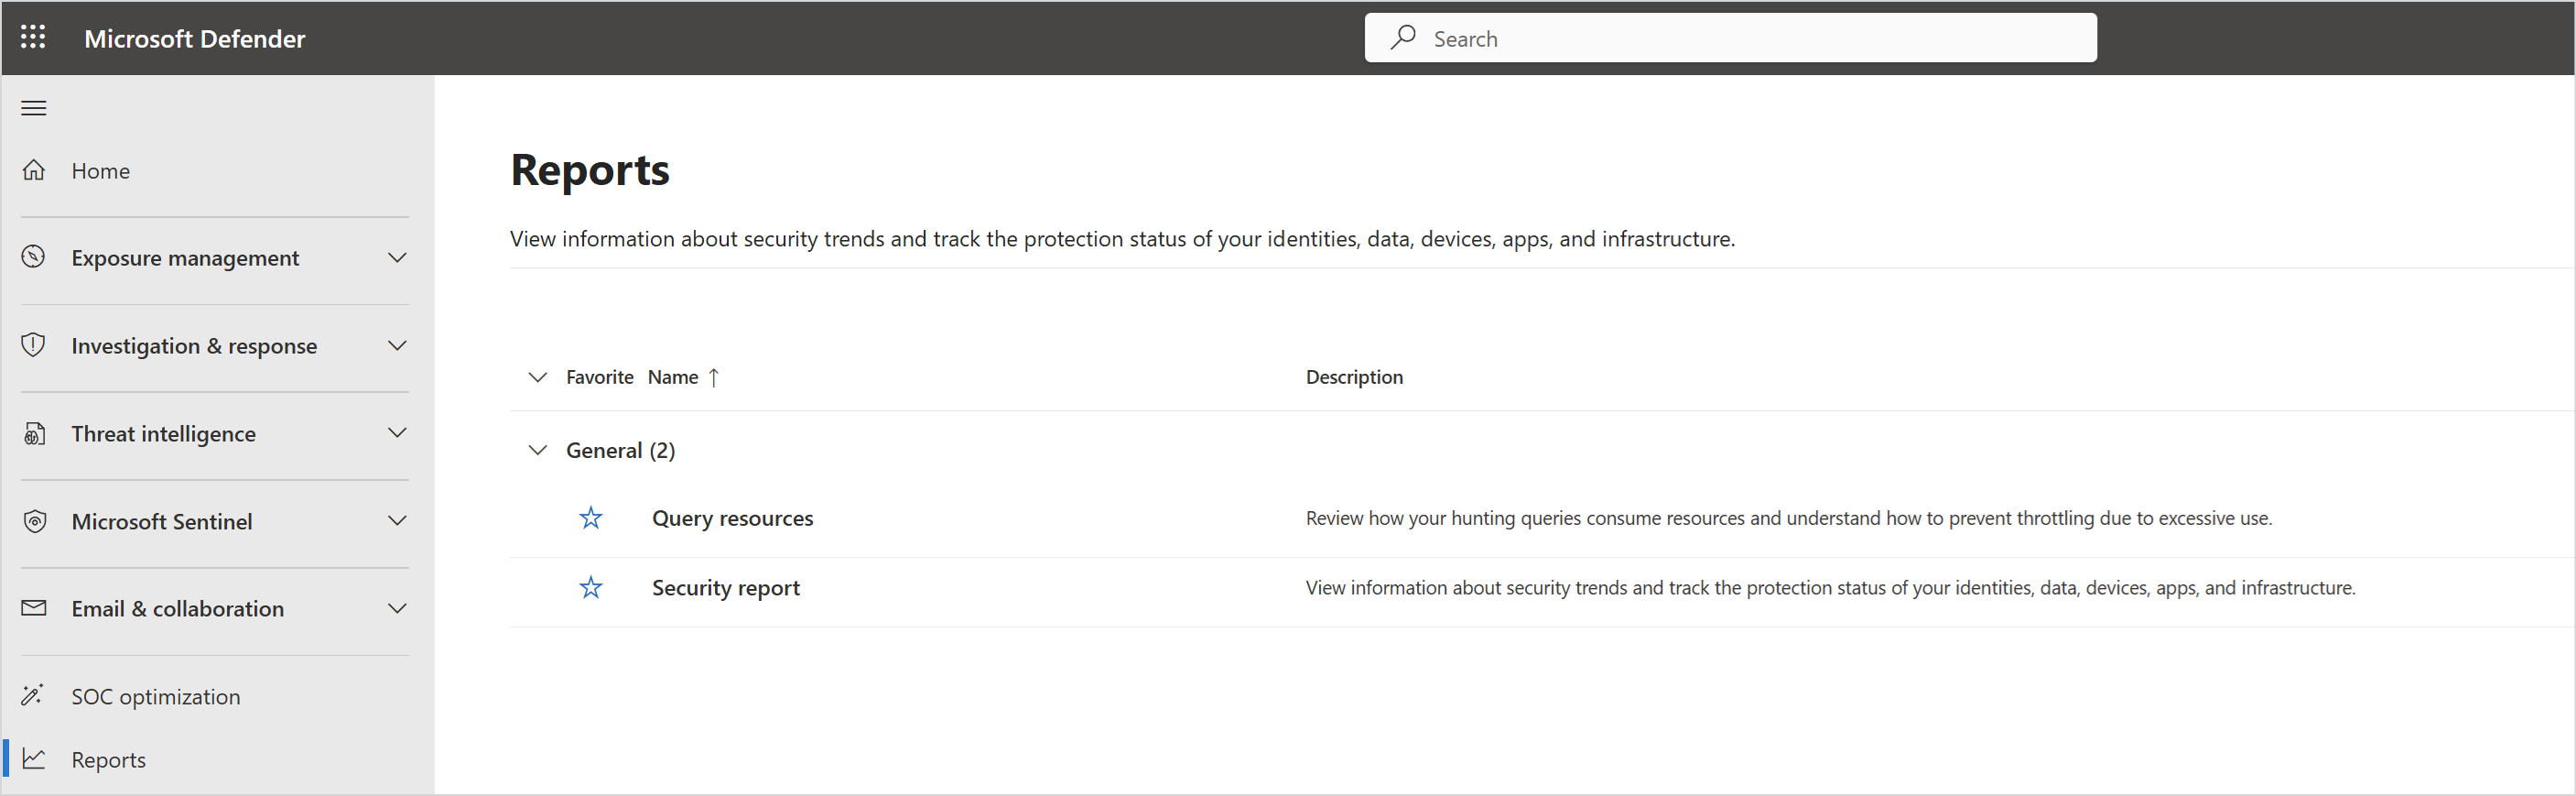 Microsoft Defender
Search
Home
Exposure management
Investigation & response
Threat intelligence
Microsoft Sentinel
Email & collaboration
SOC optimization
Reports
Reports
View information about security trends and track the protection status of your identities, data, devices, apps, and infrastructure.
Favorite Name ↑ Description
General (2)
Query resources Review how your hunting queries consume resources and understand how to prevent throttling due to excessive use.
Security report View information about security trends and track the protection status of your identities, data, devices, apps, and infrastructure.